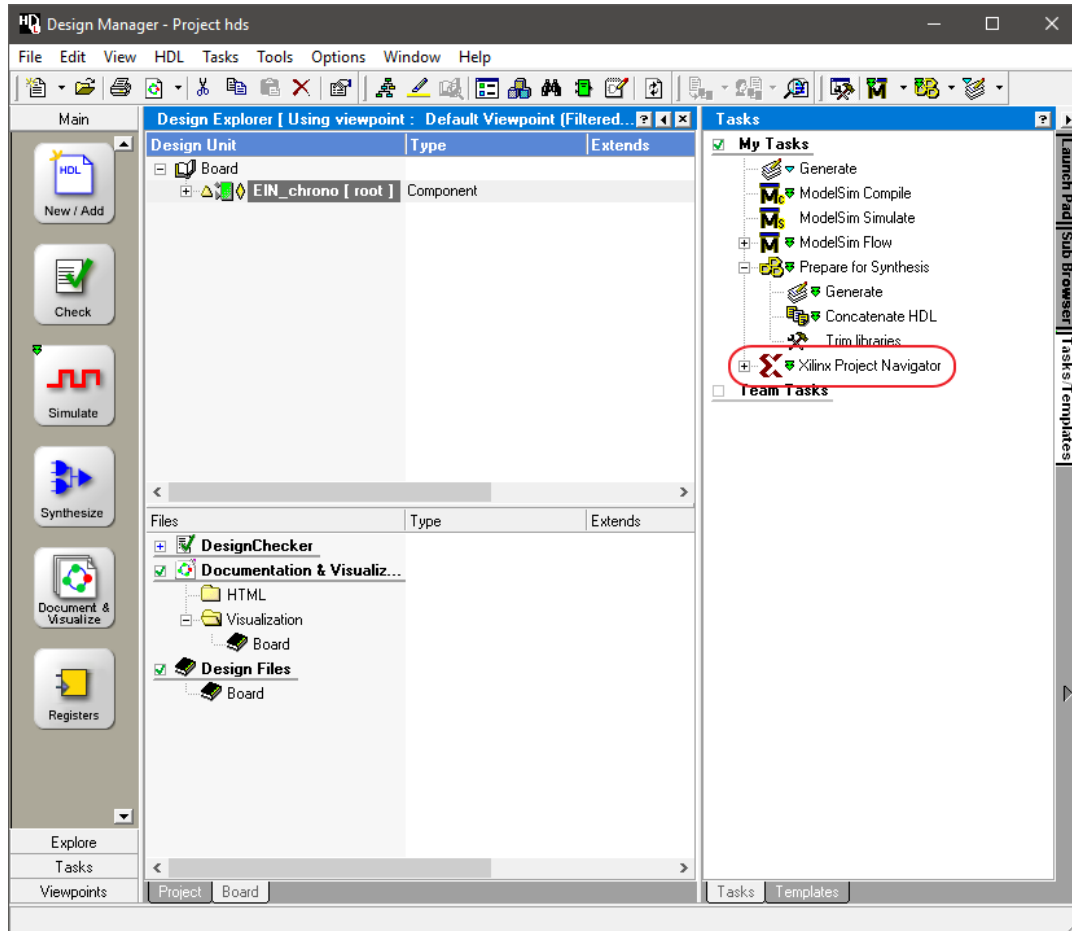 Design Manager - Project hds
File Edit View HDL Tasks Tools Options Window Help
Main
HDL
New / Add
Check
Simulate
Synthesize
Document & Visualize
Registers
Explore
Tasks
Viewpoints
Design Explorer [ Using viewpoint : Default Viewpoint (Filtered...
Design Unit Type Extends
Board
EIN_chrono [ root ] Component
Files Type Extends
DesignChecker
Documentation & Visualiz...
HTML
Visualization
Board
Design Files
Board
Project Board
Tasks
My Tasks
Generate
ModelSim Compile
ModelSim Simulate
ModelSim Flow
Prepare for Synthesis
Generate
Concatenate HDL
Trim libraries
Xilinx Project Navigator
Team Tasks
Tasks Templates
Launch Pad
Sub Browser
Tasks/Templates